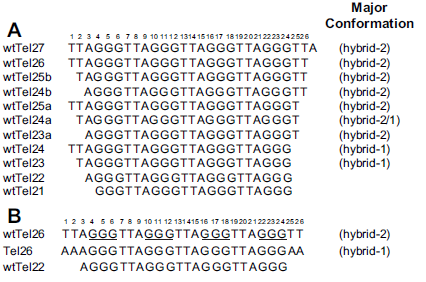 Major
Conformation
A
1 2 3 4 5 6 7 8 9 10 11 12 13 14 15 16 17 18 19 20 21 22 23 24 25 26
wtTel27 TTAGGGTTAGGGTTAGGGTTAGGGTTA (hybrid-2)
wtTel26 TTAGGGTTAGGGTTAGGGTTAGGGTT (hybrid-2)
wtTel25b TAGGGTTAGGGTTAGGGTTAGGGTT (hybrid-2)
wtTel24b AGGGTTAGGGTTAGGGTTAGGGTT (hybrid-2)
wtTel25a TTAGGGTTAGGGTTAGGGTTAGGGT (hybrid-2)
wtTel24a TAGGGTTAGGGTTAGGGTTAGGGT (hybrid-2/1)
wtTel23a AGGGTTAGGGTTAGGGTTAGGGT (hybrid-2)
wtTel24 TTAGGGTTAGGGTTAGGGTTAGGG (hybrid-1)
wtTel23 TAGGGTTAGGGTTAGGGTTAGGG (hybrid-1)
wtTel22 AGGGTTAGGGTTAGGGTTAGGG
wtTel21 GGGTTAGGGTTAGGGTTAGGG
B
1 2 3 4 5 6 7 8 9 10 11 12 13 14 15 16 17 18 19 20 21 22 23 24 25 26
wtTel26 TTAGGGTTAGGGTTAGGGTTAGGGTT (hybrid-2)
Tel26 AAAGGGTTAGGGTTAGGGTTAGGGAA (hybrid-1)
wtTel22 AGGGTTAGGGTTAGGGTTAGGG